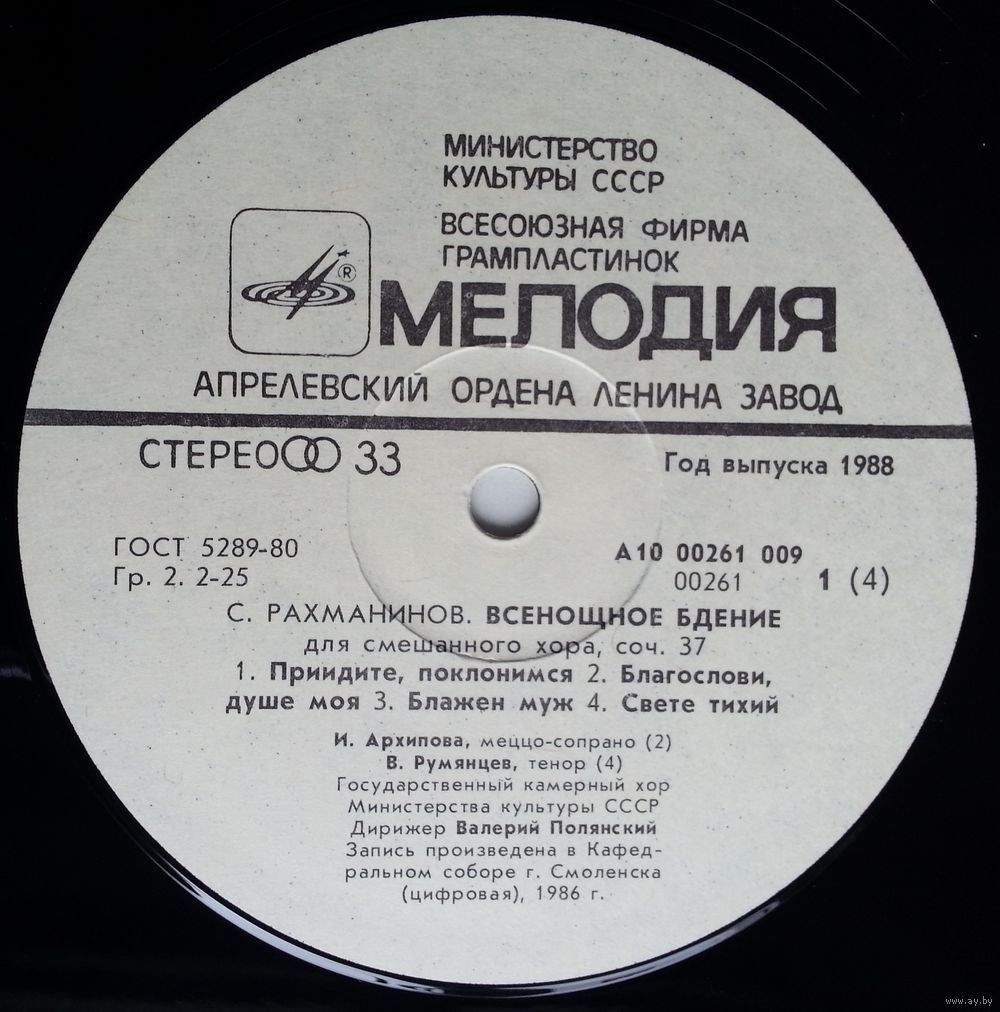 МИНИСТЕРСТВО
КУЛЬТУРЫ СССР
ВСЕСОЮЗНАЯ ФИРМА
ГРАМПЛАСТИНОК
®
МЕЛОДИЯ
АПРЕЛЕВСКИЙ ОРДЕНА ЛЕНИНА ЗАВОД
СТЕРЕО 33
Год выпуска 1988
ГОСТ 5289-80
Гр. 2. 2-25
А10 00261 009
00261 1 (4)
С. РАХМАНИНОВ. ВСЕНОЩНОЕ БДЕНИЕ
для смешанного хора, соч. 37
1. Приидите, поклонимся 2. Благослови,
душе моя 3. Блажен муж 4. Свете тихий
И. Архипова, меццо-сопрано (2)
В. Румянцев, тенор (4)
Государственный камерный хор
Министерства культуры СССР
Дирижер Валерий Полянский
Запись произведена в Кафед-
ральном соборе г. Смоленска
(цифровая), 1986 г.
www.ay.by